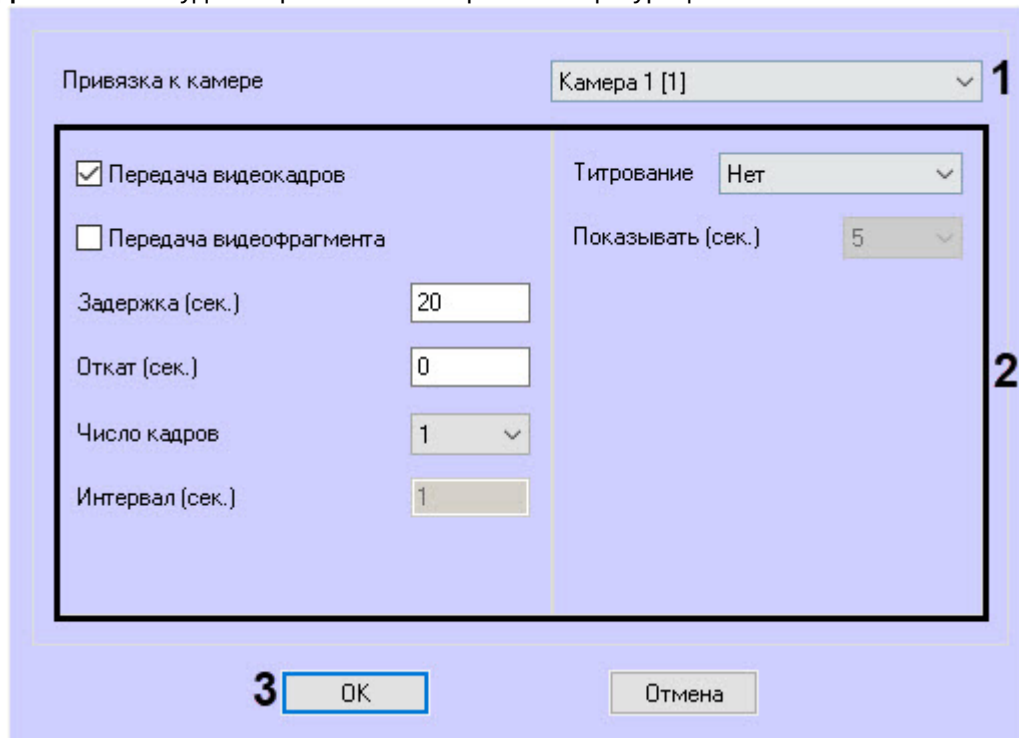 Привязка к камере Камера 1 [1] 1
Передача видеокадров
Передача видеофрагмента
Задержка (сек.) 20
Откат (сек.) 0
Число кадров 1
Интервал (сек.) 1
Титрование Нет
Показывать (сек.) 5
2
3 OK Отмена